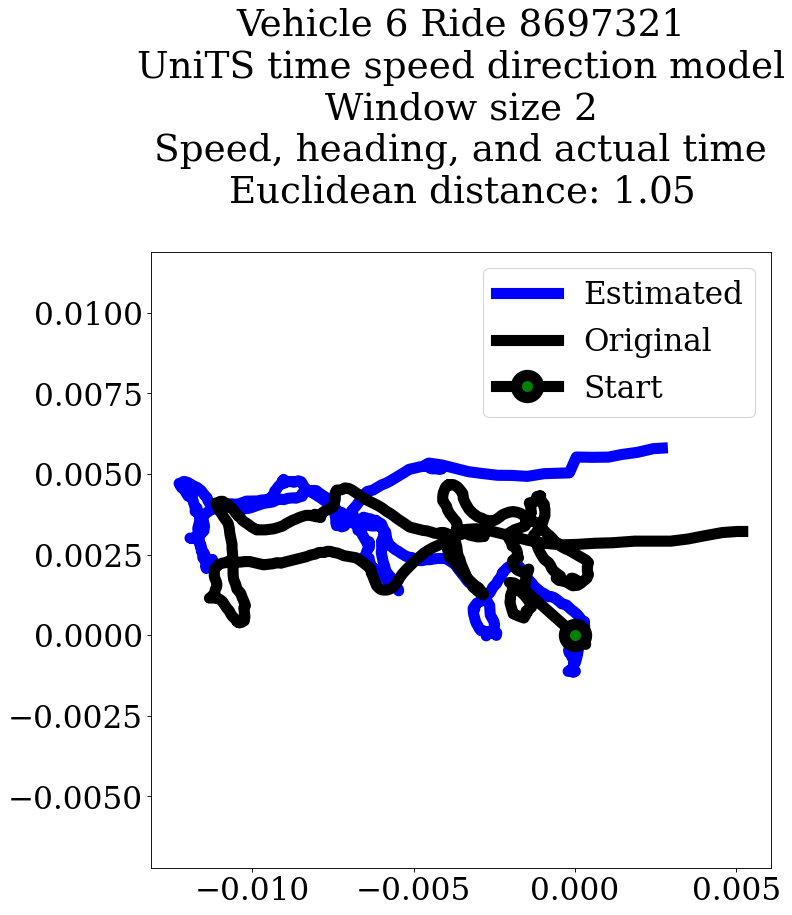 Vehicle 6 Ride 8697321
UniTS time speed direction model
Window size 2
Speed, heading, and actual time
Euclidean distance: 1.05
Estimated
Original
Start
0.0100
0.0075
0.0050
0.0025
0.0000
−0.0025
−0.0050
−0.010
−0.005
0.000
0.005